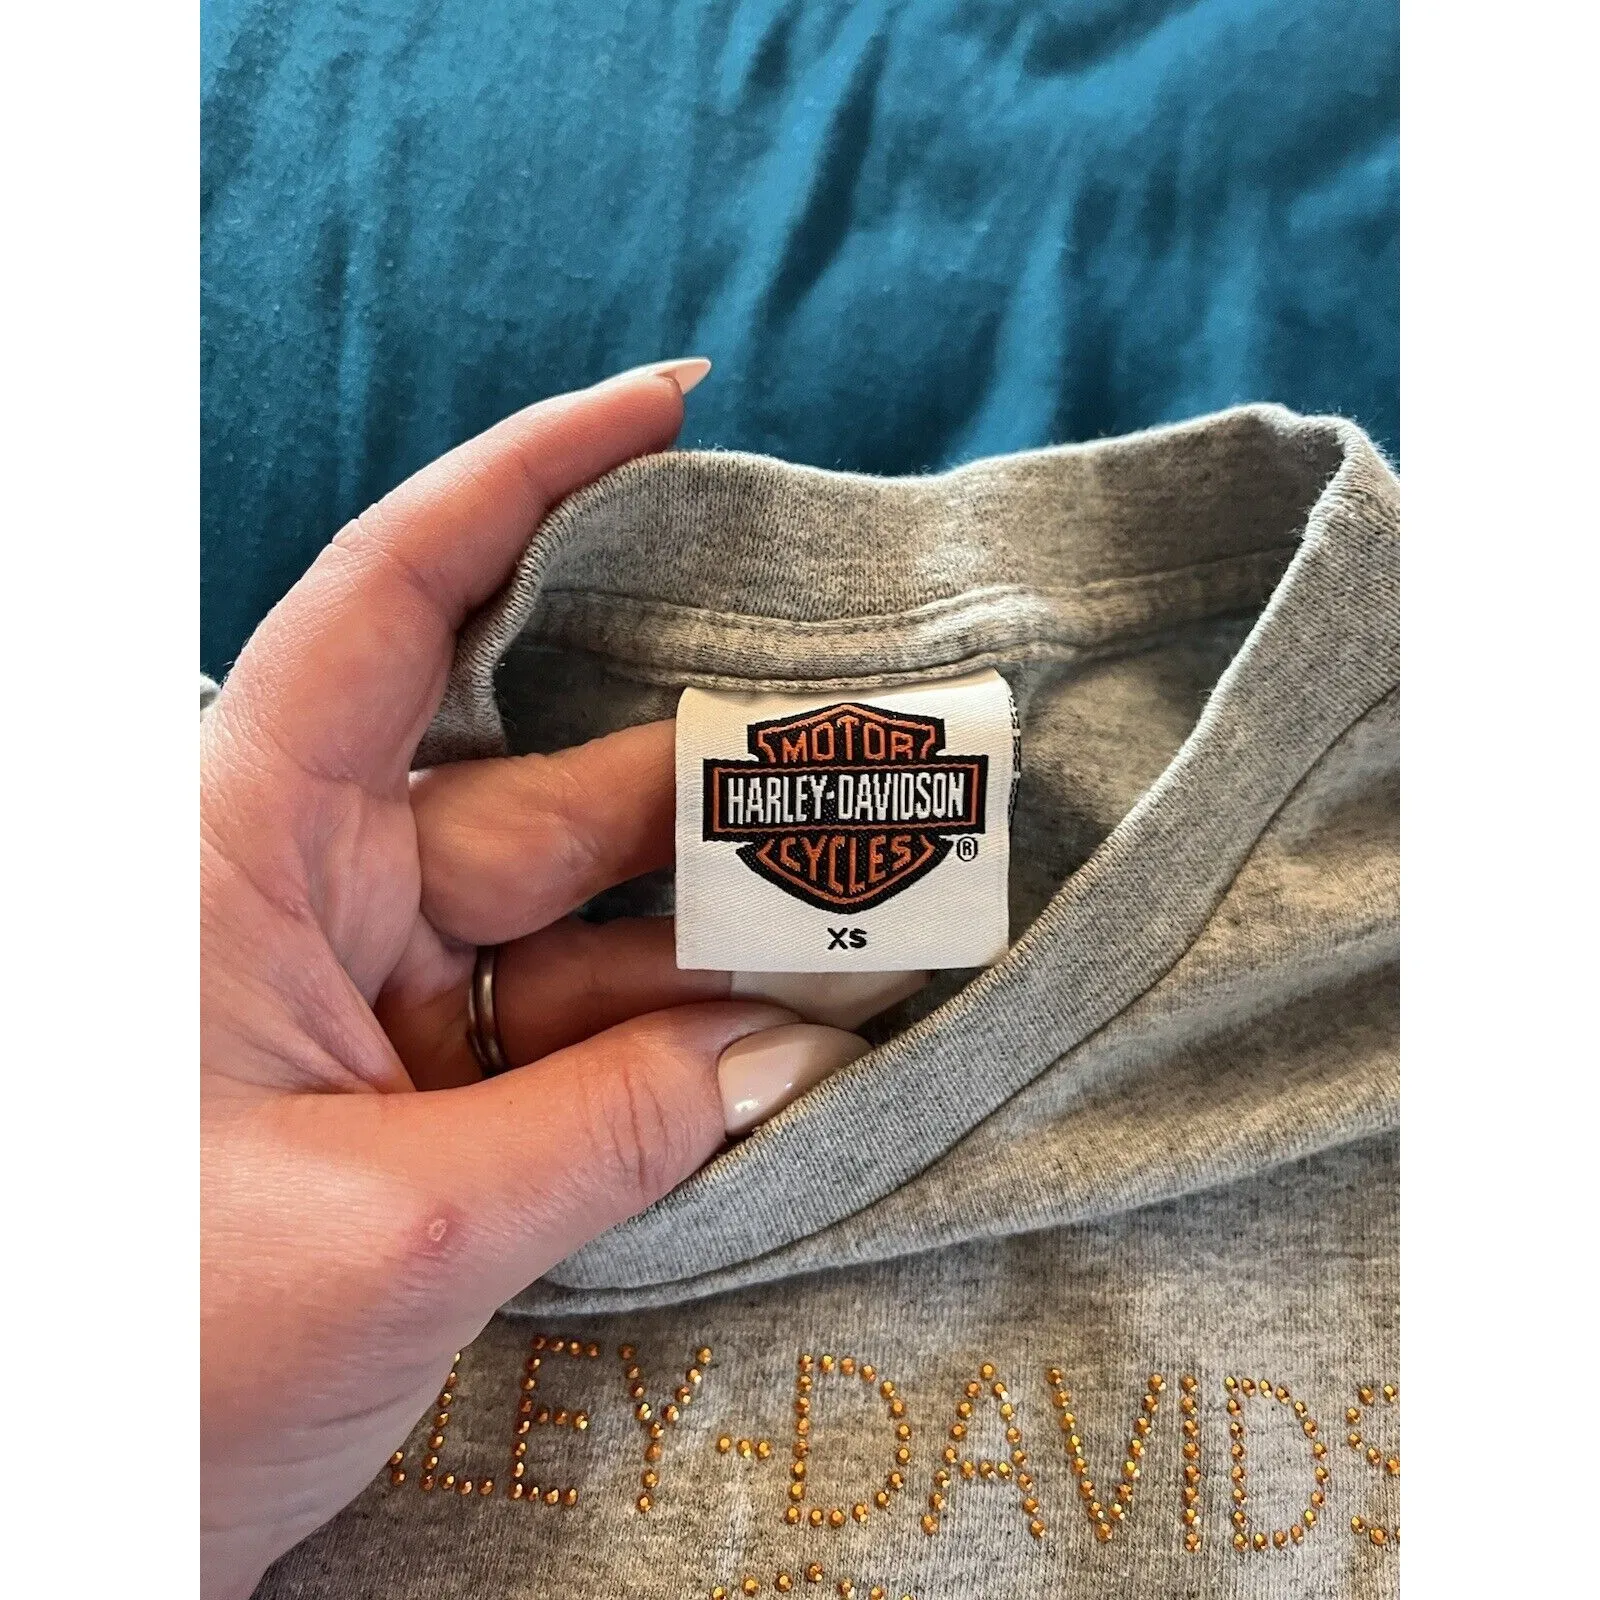 MOTOR
HARLEY-DAVIDSON
CYCLES ®
XS
LEY-DAVIDS